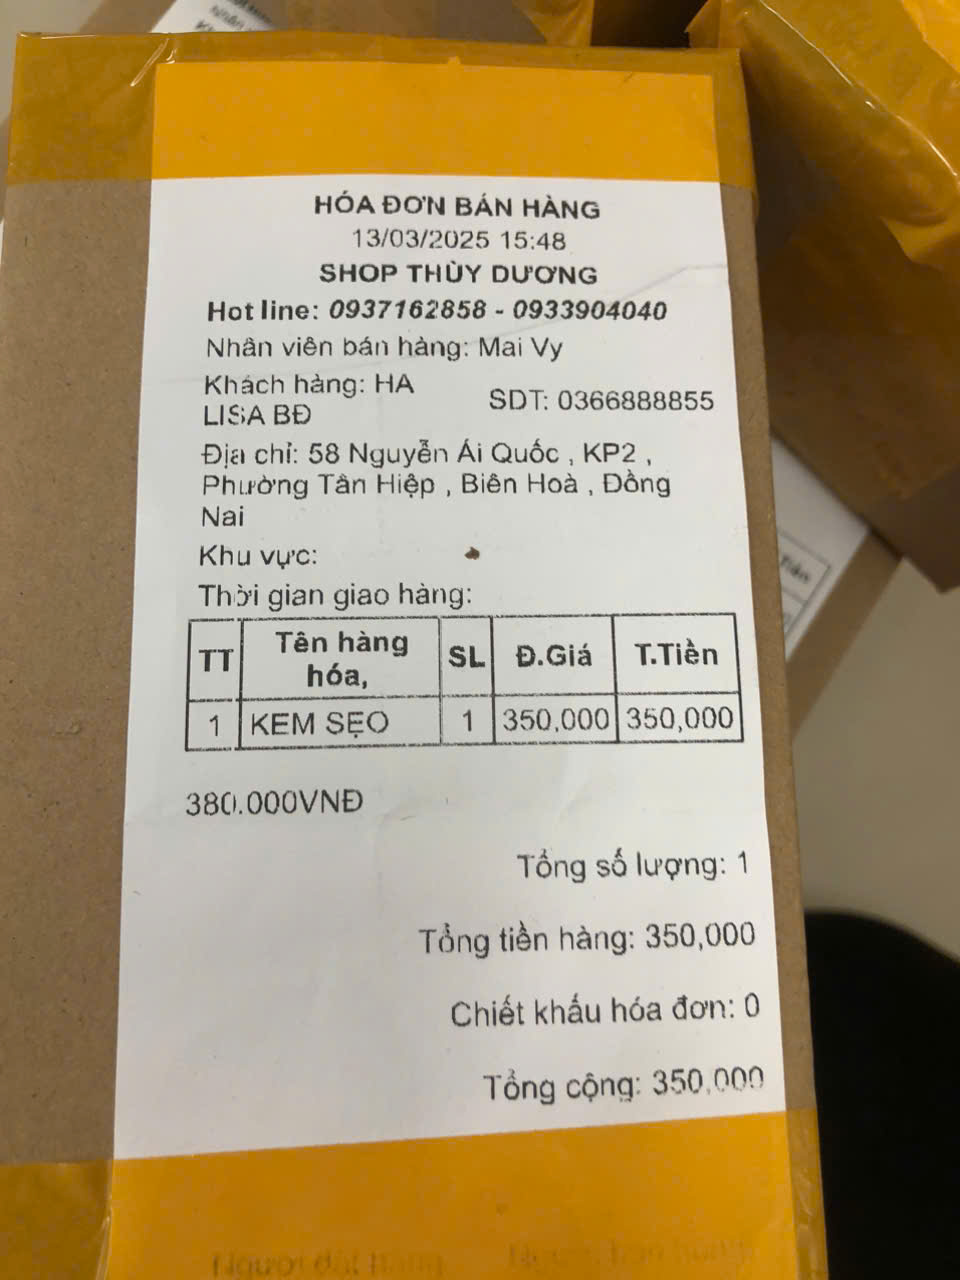 HÓA ĐƠN BÁN HÀNG
13/03/2025 15:48
SHOP THÙY DƯƠNG
Hot line: 0937162858 - 0933904040
Nhân viên bán hàng: Mai Vy
Khách hàng: HA LISA BĐ
SDT: 0366888855
Địa chỉ: 58 Nguyễn Ái Quốc , KP2 ,
Phường Tân Hiệp , Biên Hoà , Đồng
Nai
Khu vực:
Thời gian giao hàng:
TT Tên hàng hóa, SL Đ.Giá T.Tiền
1 KEM SẸO 1 350,000 350,000
380.000VNĐ
Tổng số lượng: 1
Tổng tiền hàng: 350,000
Chiết khấu hóa đơn: 0
Tổng cộng: 350,000
Người đặt hàng